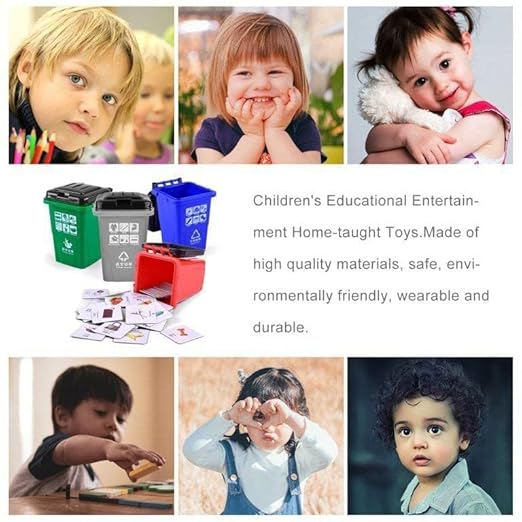 Children's Educational Entertain-
ment Home-taught Toys.Made of
high quality materials, safe, envi-
ronmentally friendly, wearable and
durable.